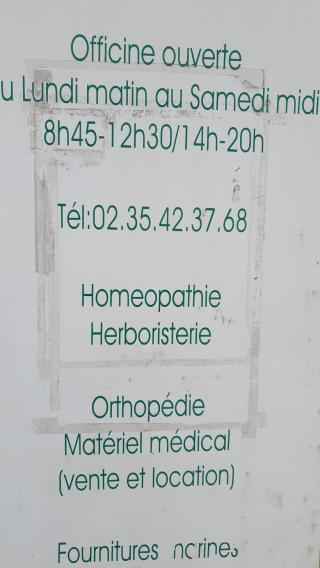 Officine ouverte
u Lundi matin au Samedi midi
8h45-12h30/14h-20h
Tél:02.35.42.37.68
Homeopathie
Herboristerie
Orthopédie
Matériel médical
(vente et location)
Fournitures